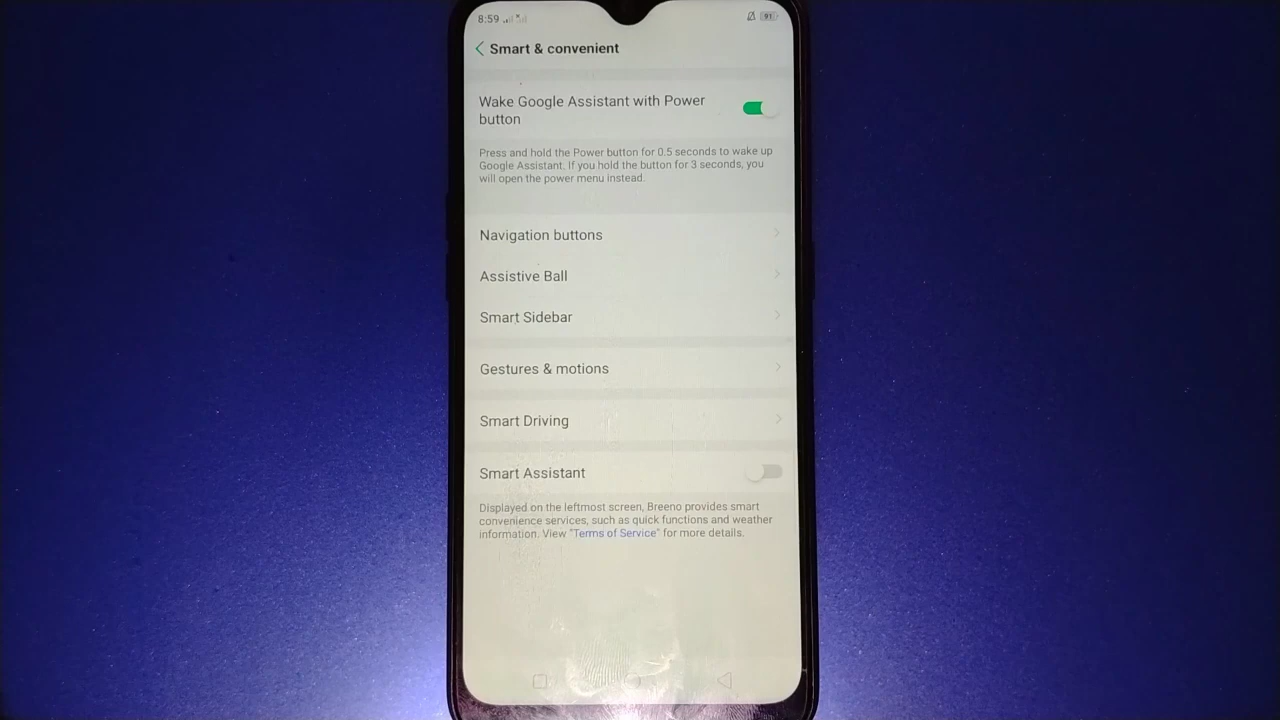 8:59
Smart & convenient
Wake Google Assistant with Power
button
Press and hold the Power button for 0.5 seconds to wake up
Google Assistant. If you hold the button for 3 seconds, you
will open the power menu instead.
Navigation buttons
Assistive Ball
Smart Sidebar
Gestures & motions
Smart Driving
Smart Assistant
Displayed on the leftmost screen, Breeno provides smart
convenience services, such as quick functions and weather
information. View "Terms of Service" for more details.